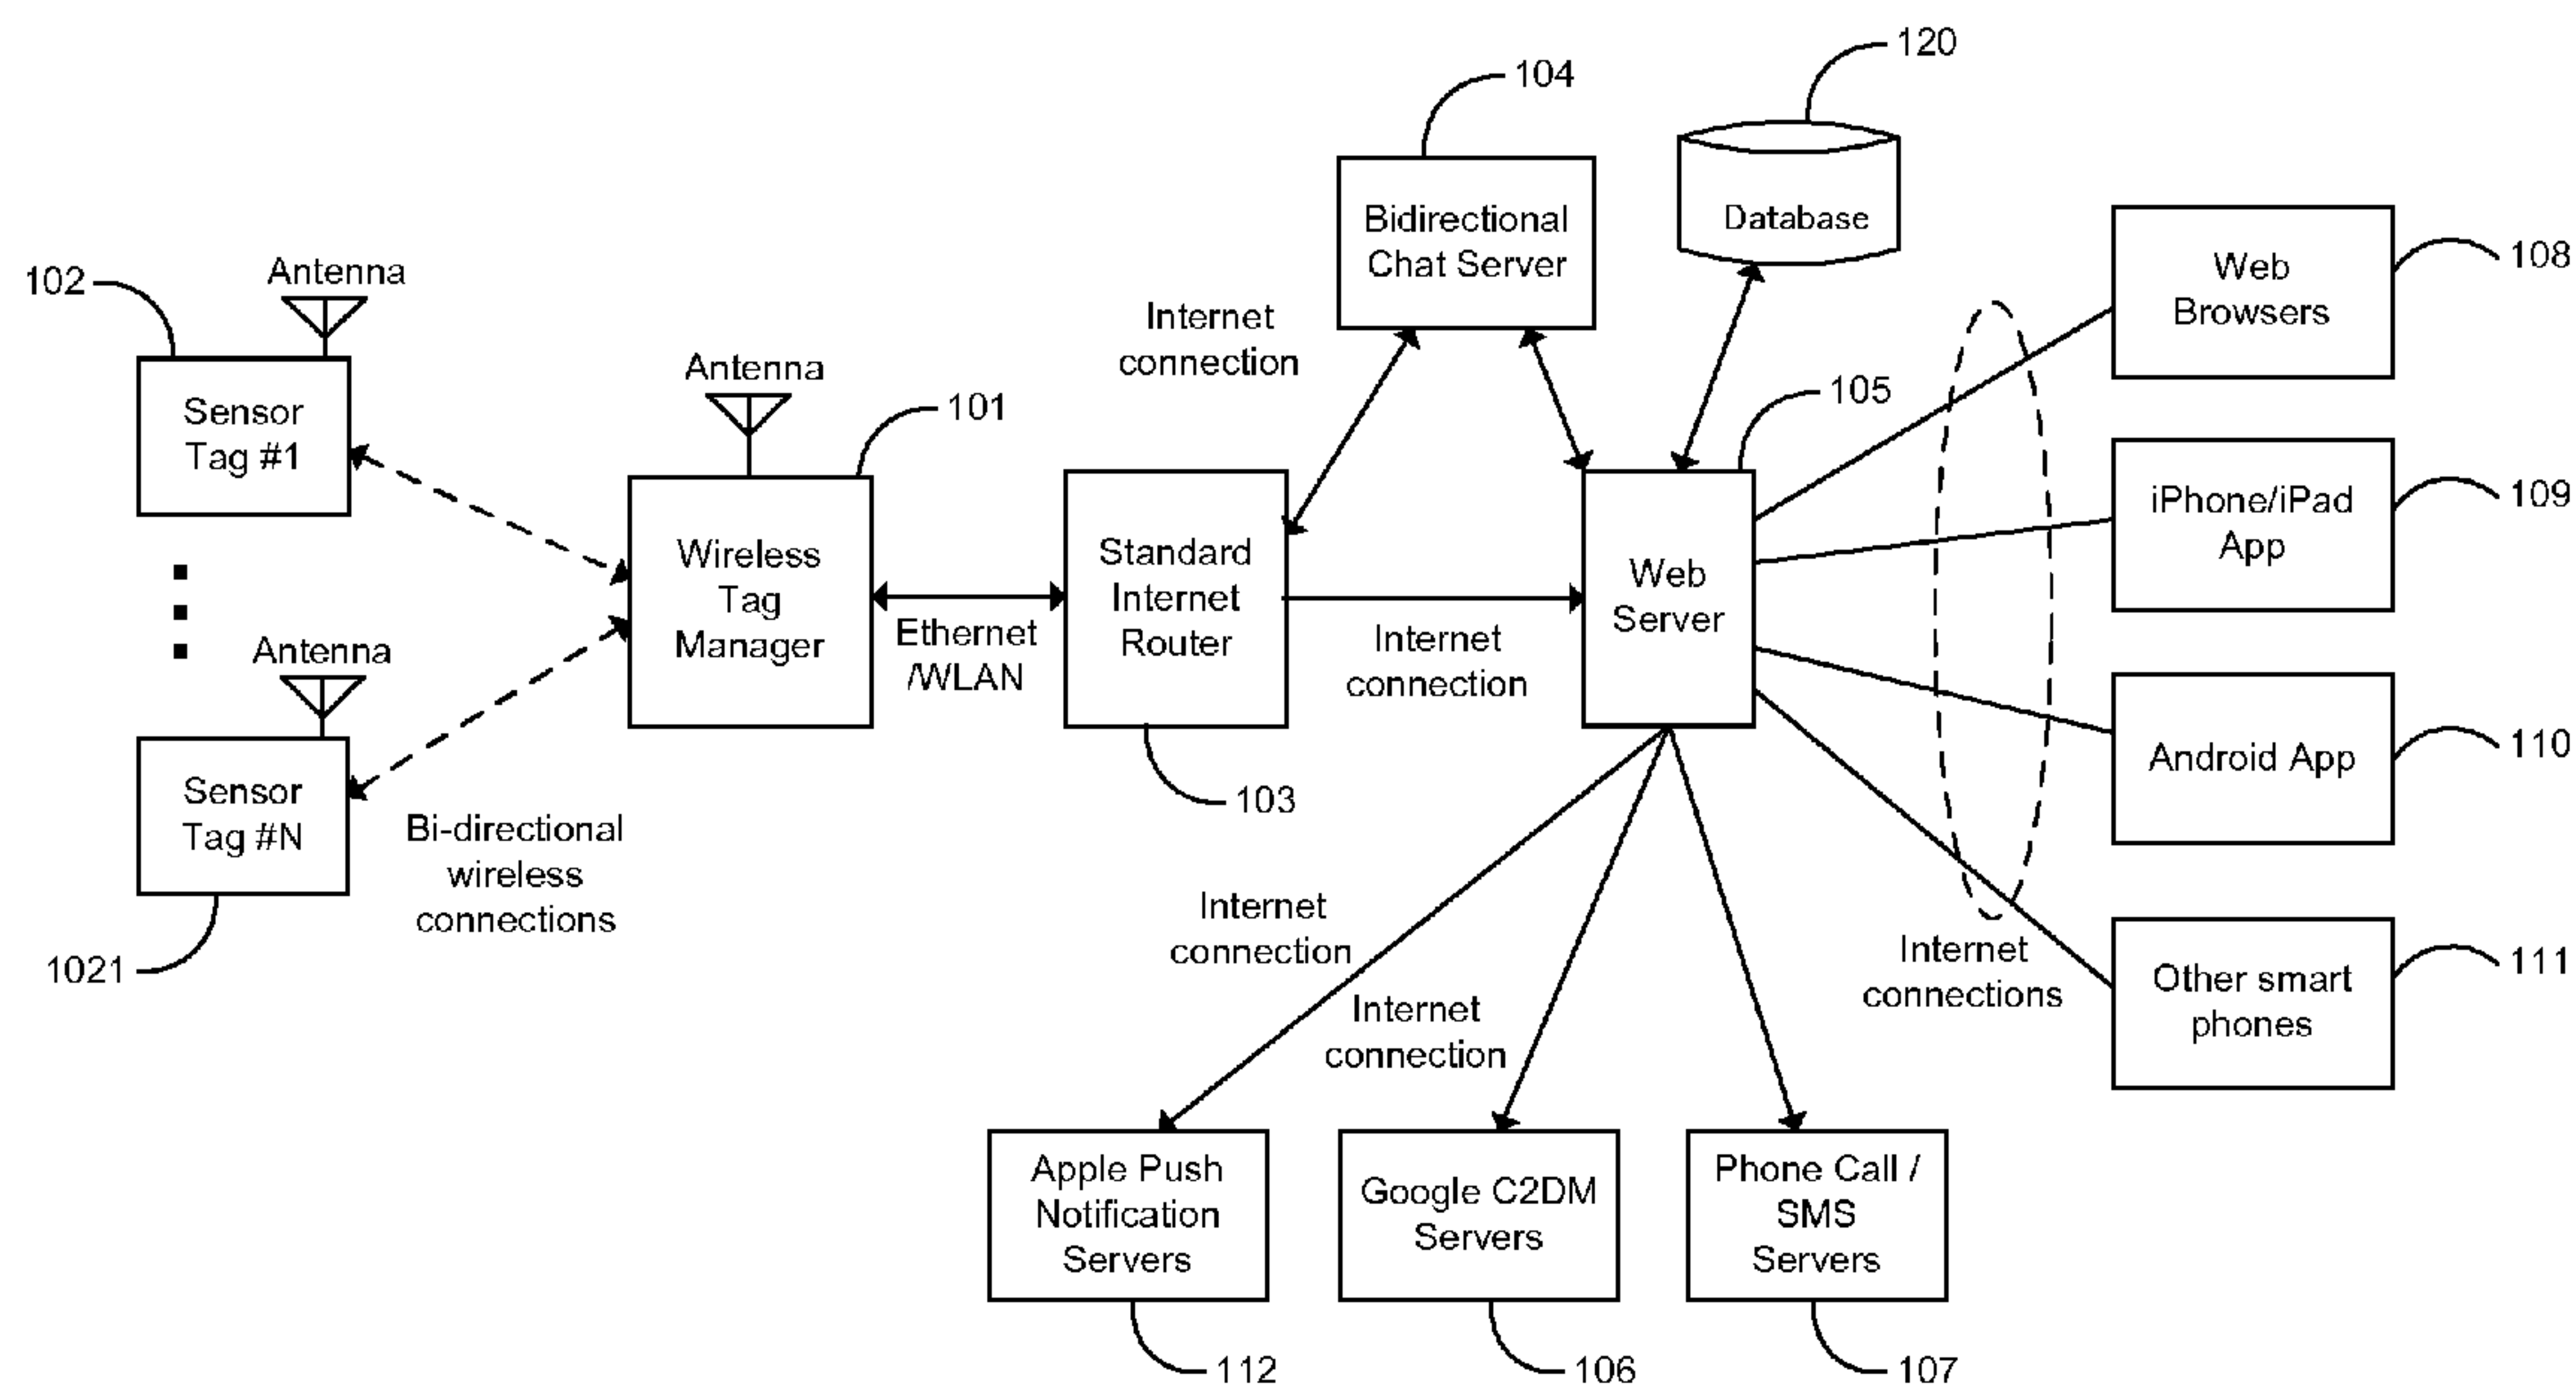 120
104
Bidirectional
Chat Server
Database
108
Web
Browsers
102
Antenna
Internet
connection
Antenna
101
105
Sensor
Tag #1
109
iPhone/iPad
App
Wireless
Tag
Manager
Standard
Internet
Router
Web
Server
Ethernet
/WLAN
Internet
connection
Antenna
110
Android App
Sensor
Tag #N
103
Bi-directional
wireless
connections
1021
Internet
connection
Internet
connections
111
Other smart
phones
Internet
connection
Apple Push
Notification
Servers
Google C2DM
Servers
Phone Call /
SMS
Servers
112
106
107